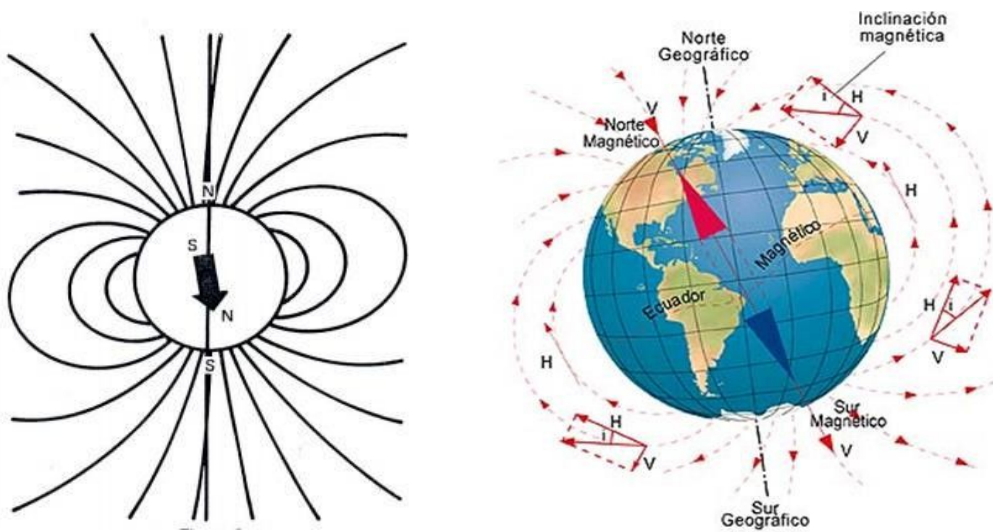 N
S
N
S
Inclinación
magnética
Norte
Geográfico
i
H
V
V
Norte
Magnético
H
Magnético
Ecuador
H
i
V
H
H
i
V
Sur
Magnético
V
Sur
Geográfico